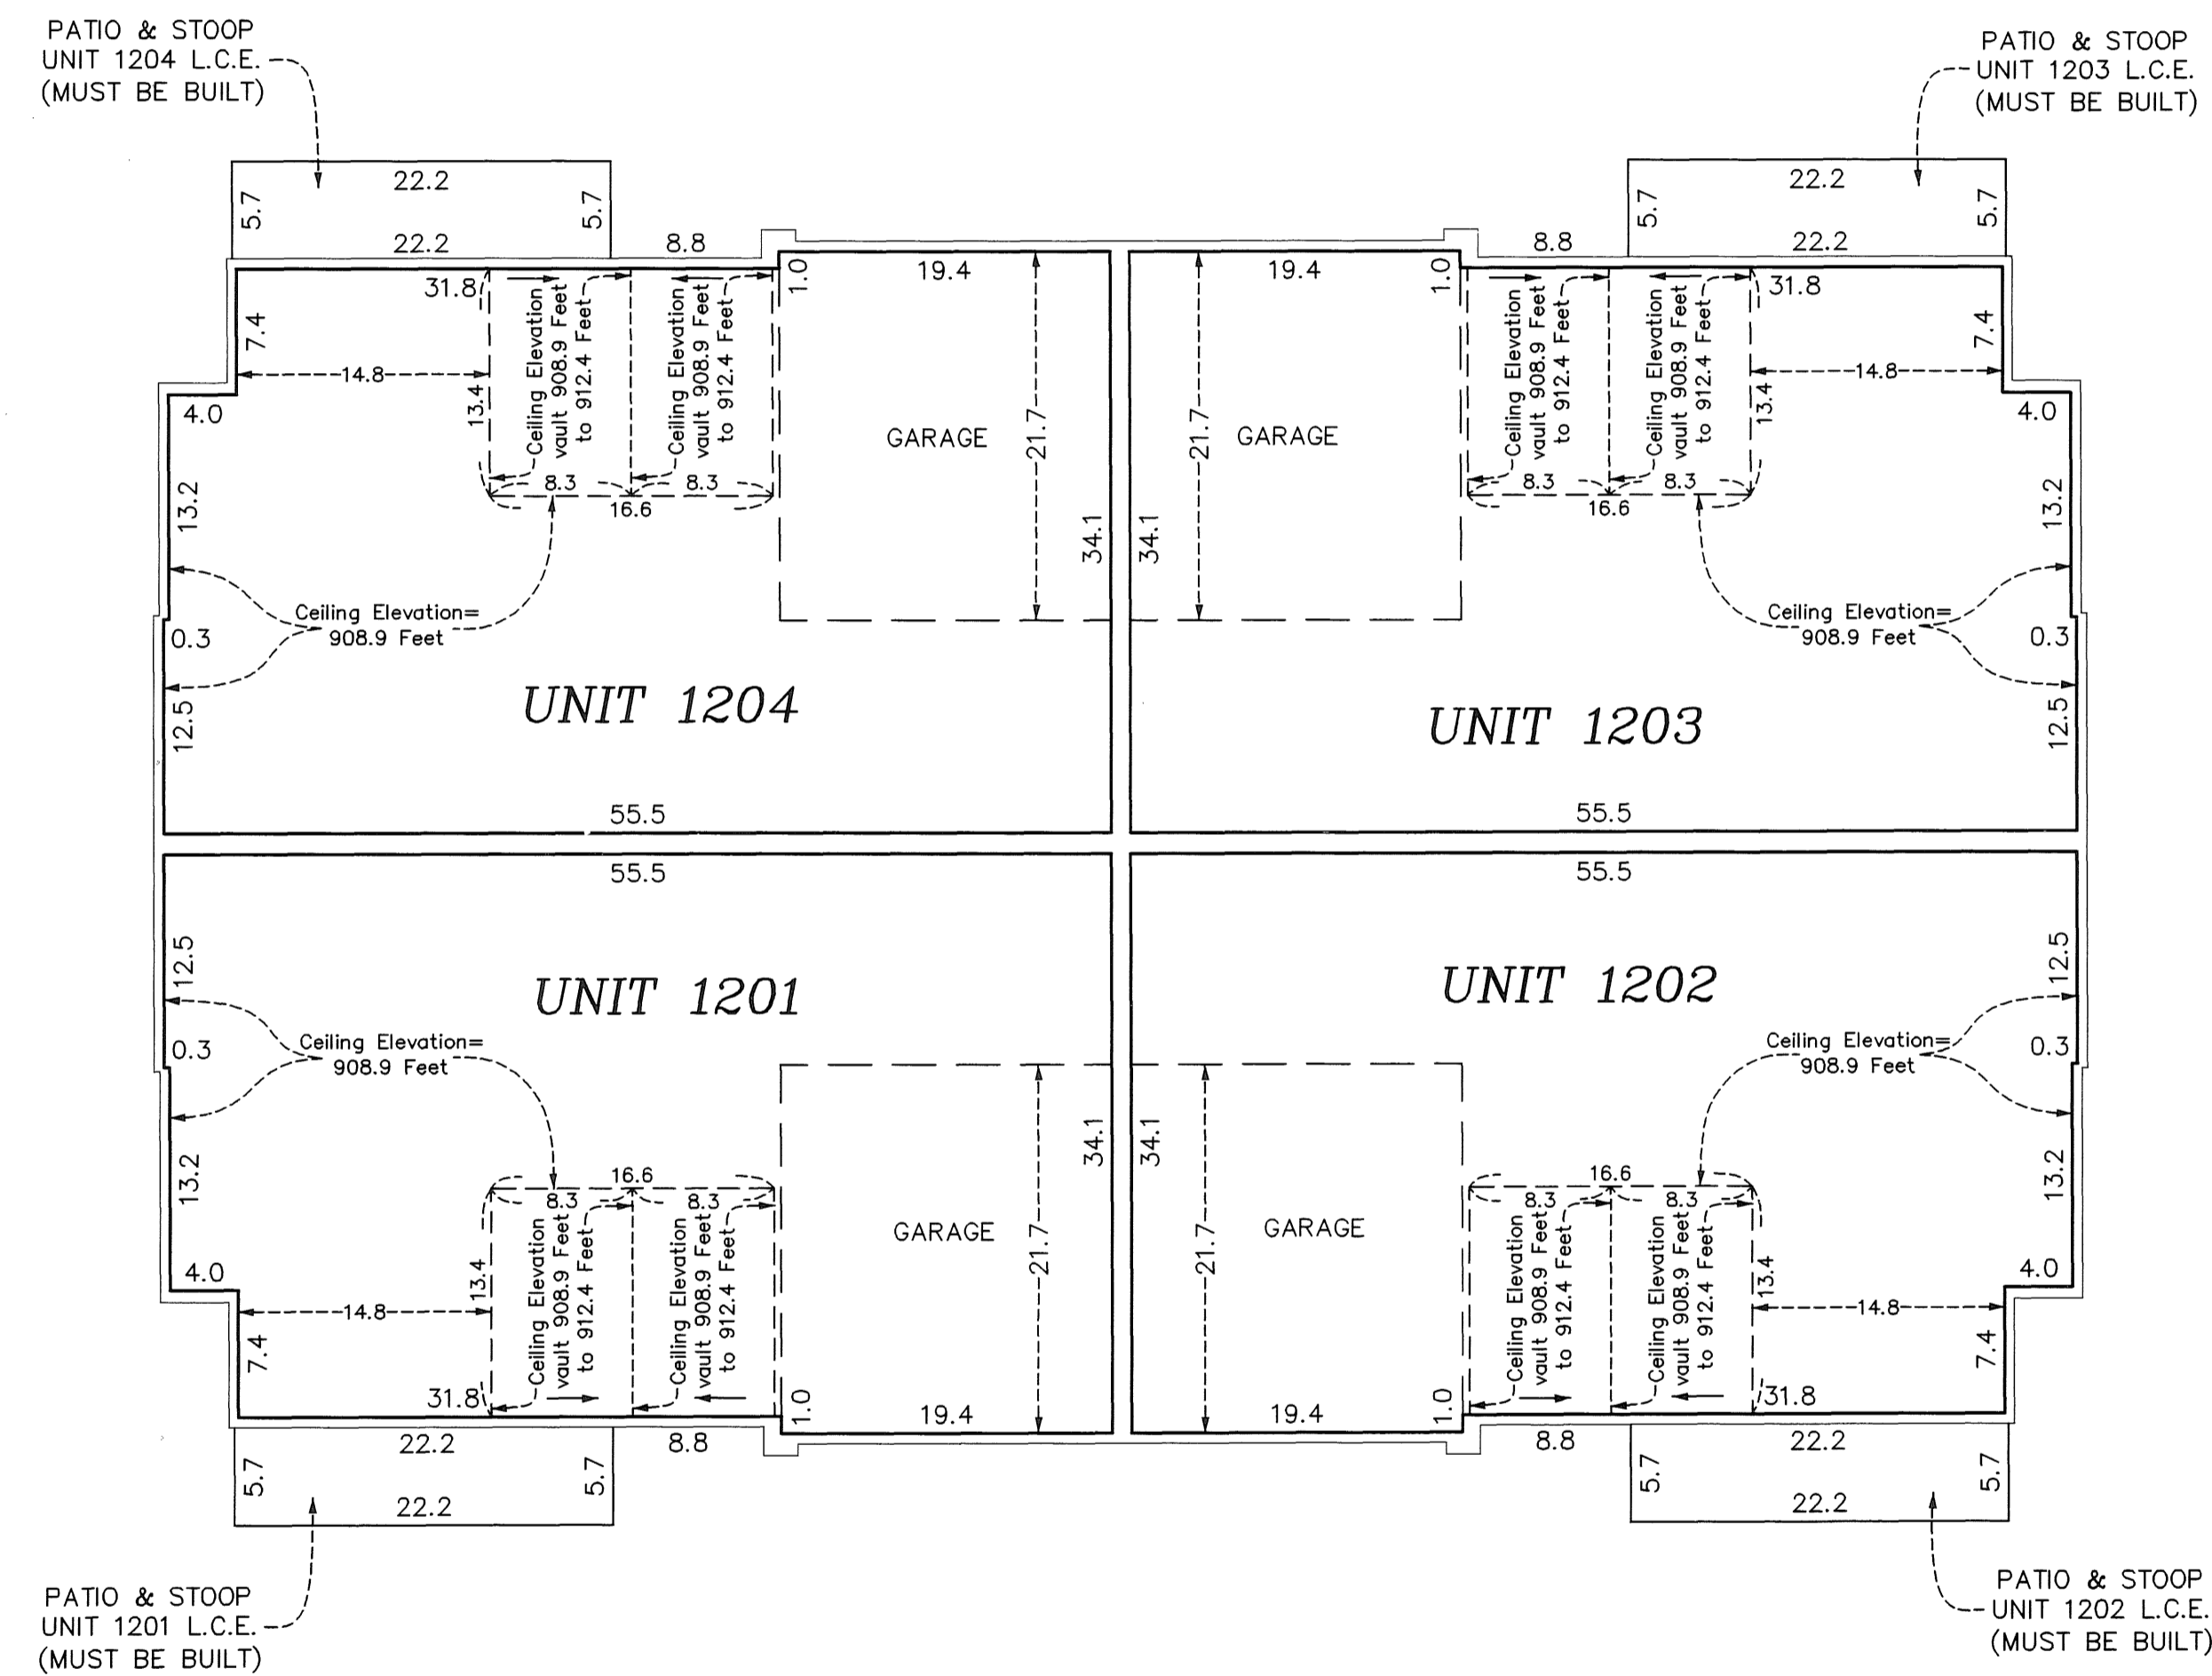 PATIO & STOOP
UNIT 1204 L.C.E.
(MUST BE BUILT)
PATIO & STOOP
UNIT 1203 L.C.E.
(MUST BE BUILT)
22.2
5.7
5.7
22.2
8.8
22.2
5.7
5.7
8.8
22.2
31.8
7.4
14.8
13.4
Ceiling Elevation
vault 908.9 Feet
to 912.4 Feet
Ceiling Elevation
vault 908.9 Feet
to 912.4 Feet
8.3
8.3
16.6
1.0
19.4
GARAGE
21.7
34.1
4.0
13.2
Ceiling Elevation=
908.9 Feet
0.3
12.5
UNIT 1204
55.5
19.4
1.0
GARAGE
21.7
34.1
Ceiling Elevation
vault 908.9 Feet
to 912.4 Feet
Ceiling Elevation
vault 908.9 Feet
to 912.4 Feet
8.3
8.3
16.6
31.8
13.4
14.8
7.4
4.0
13.2
Ceiling Elevation=
908.9 Feet
0.3
12.5
UNIT 1203
55.5
55.5
12.5
UNIT 1201
0.3
Ceiling Elevation=
908.9 Feet
13.2
4.0
14.8
7.4
31.8
13.4
16.6
8.3
8.3
Ceiling Elevation
vault 908.9 Feet
to 912.4 Feet
Ceiling Elevation
vault 908.9 Feet
to 912.4 Feet
1.0
GARAGE
21.7
34.1
19.4
55.5
12.5
UNIT 1202
Ceiling Elevation=
908.9 Feet
0.3
34.1
21.7
GARAGE
19.4
1.0
16.6
8.3
8.3
Ceiling Elevation
vault 908.9 Feet
to 912.4 Feet
Ceiling Elevation
vault 908.9 Feet
to 912.4 Feet
13.4
31.8
14.8
13.2
4.0
7.4
22.2
8.8
5.7
5.7
22.2
8.8
22.2
5.7
5.7
22.2
PATIO & STOOP
UNIT 1201 L.C.E.
(MUST BE BUILT)
PATIO & STOOP
UNIT 1202 L.C.E.
(MUST BE BUILT)